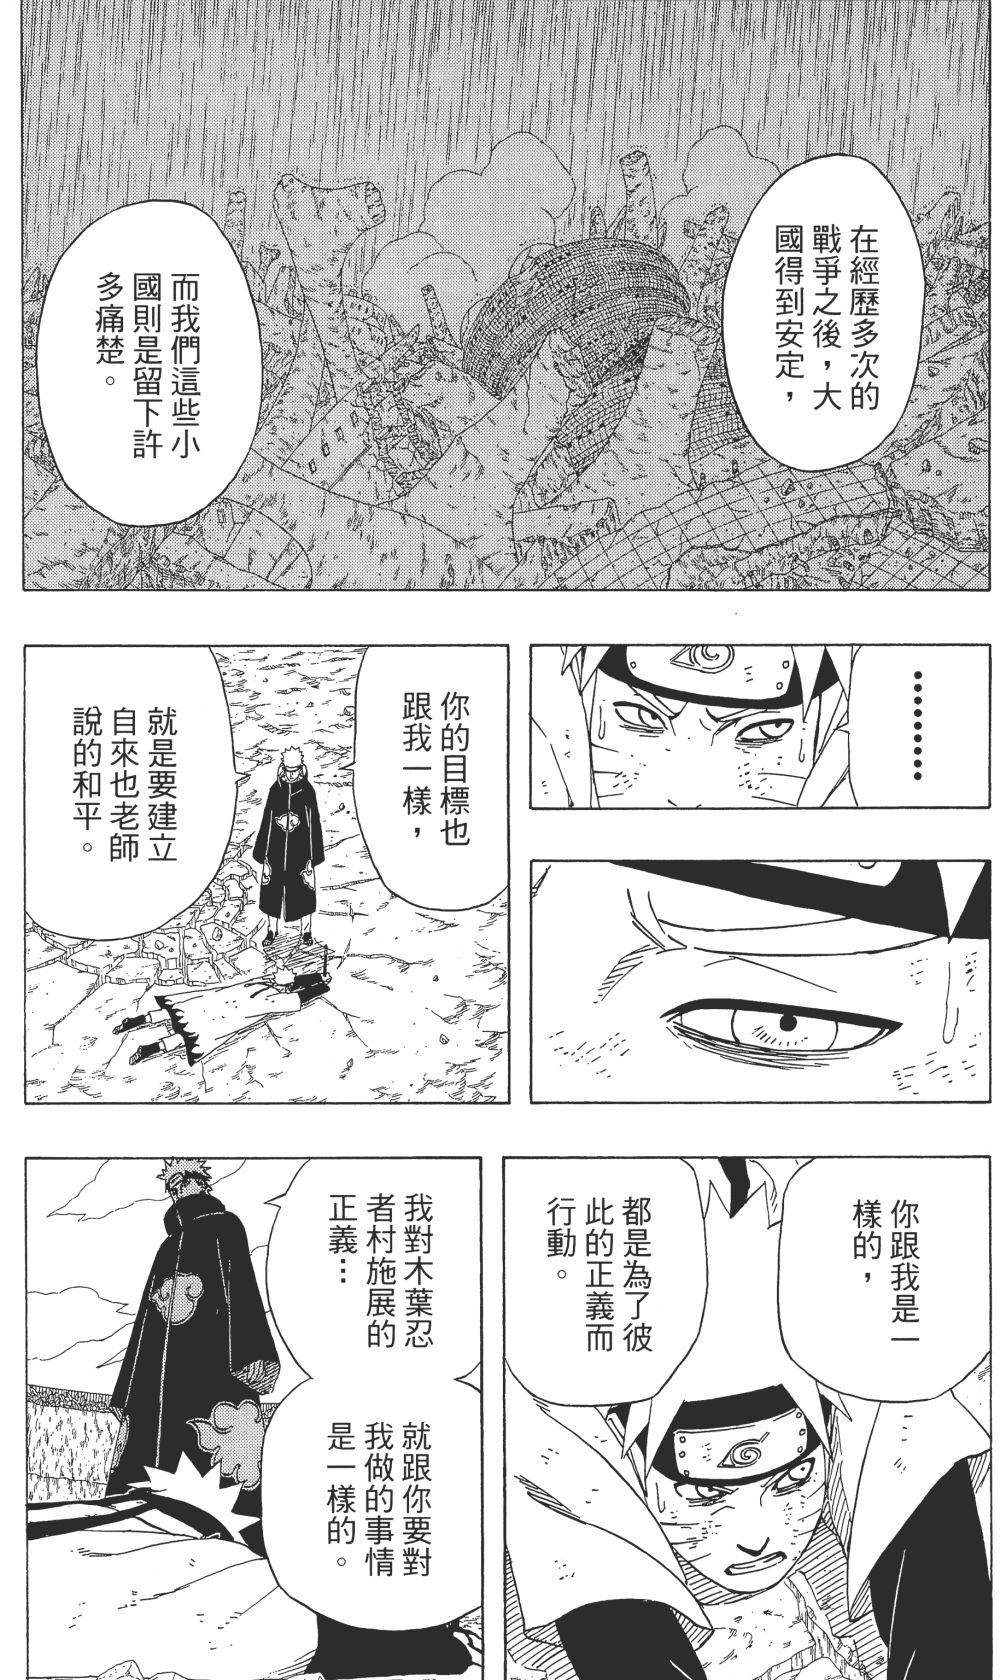 在經歷多次的
戰爭之後，大
國得到安定，
而我們這些小
國則是留下許
多痛楚。
………
你的目標也
跟我一樣，
就是要建立
自來也老師
說的和平。
你跟我是一
樣的，
都是為了彼
此的正義而
行動。
我對木葉忍
者村施展的
正義…
就跟你要對
我做的事情
是一樣的。